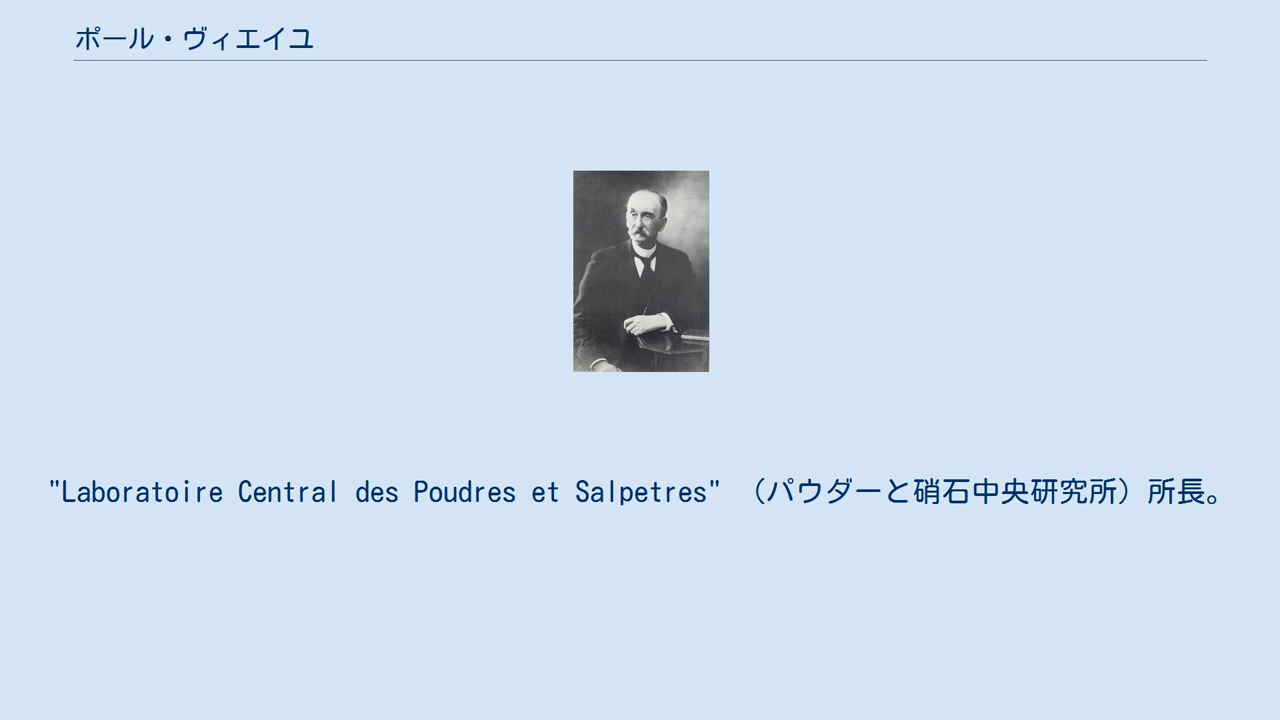 ポール・ヴィエイユ
"Laboratoire Central des Poudres et Salpetres" （パウダーと硝石中央研究所）所長。